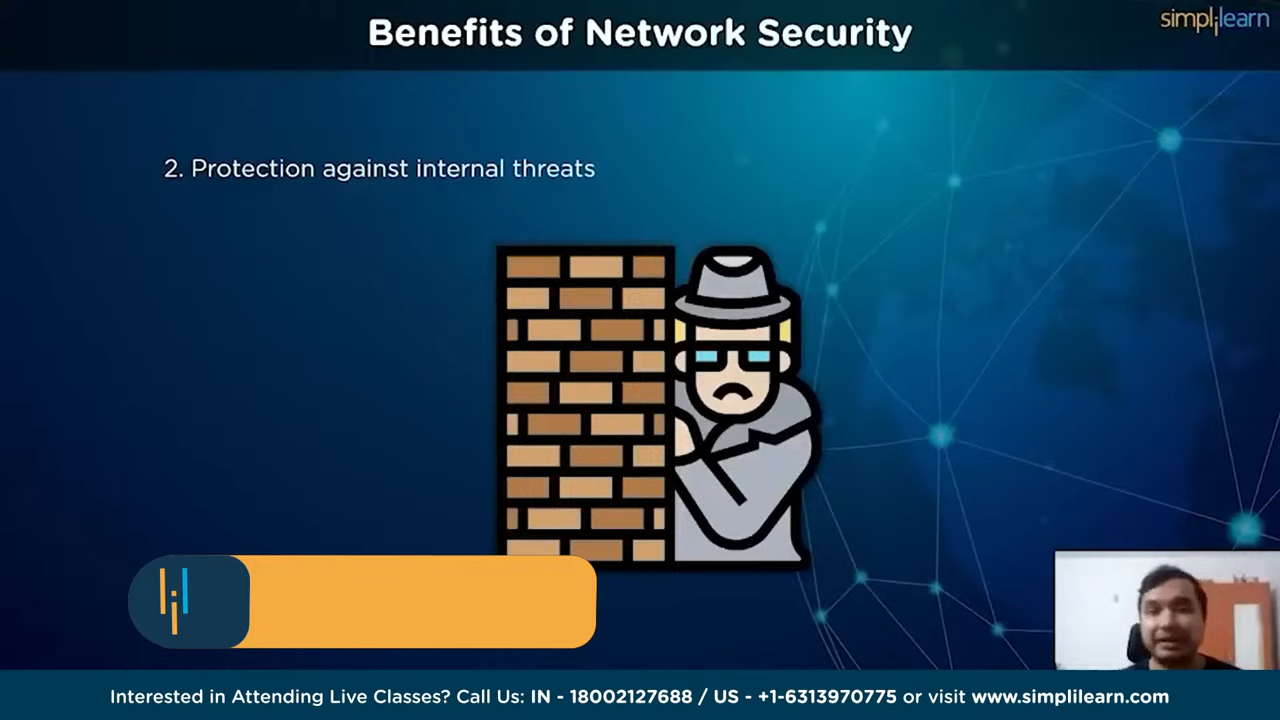 Benefits of Network Security
simplilearn
2. Protection against internal threats
Interested in Attending Live Classes? Call Us: IN - 18002127688 / US - +1-6313970775 or visit www.simplilearn.com